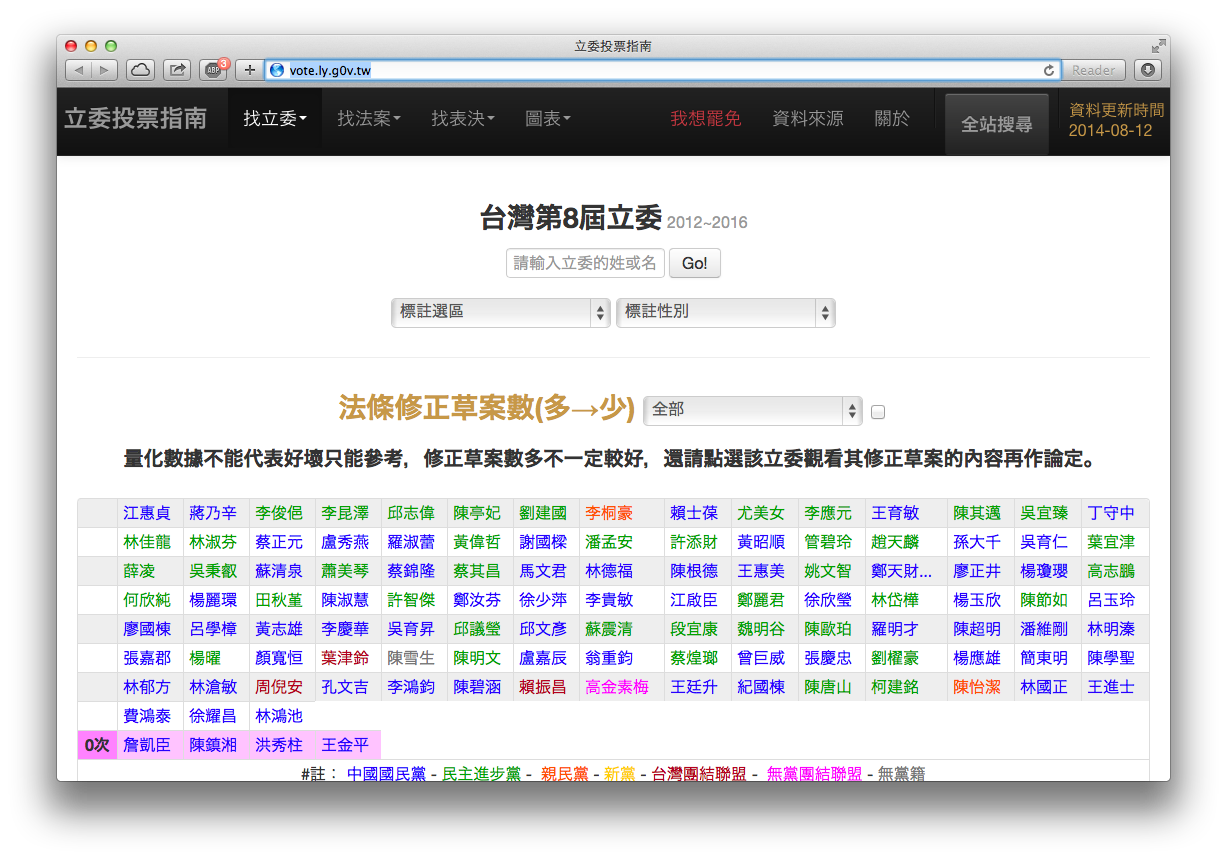 立委投票指南
ABP 3
vote.ly.g0v.tw Reader
立委投票指南 找立委 找法案 找表決 圖表 我想罷免 資料來源 關於 全站搜尋 資料更新時間
2014-08-12
台灣第8屆立委 2012~2016
請輸入立委的姓或名 Go!
標註選區 標註性別
法條修正草案數(多→少) 全部
量化數據不能代表好壞只能參考，修正草案數多不一定較好，還請點選該立委觀看其修正草案的內容再作論定。
江惠貞 蔣乃辛 李俊俋 李昆澤 邱志偉 陳亭妃 劉建國 李桐豪 賴士葆 尤美女 李應元 王育敏 陳其邁 吳宜臻 丁守中
林佳龍 林淑芬 蔡正元 盧秀燕 羅淑蕾 黃偉哲 謝國樑 潘孟安 許添財 黃昭順 管碧玲 趙天麟 孫大千 吳育仁 葉宜津
薛凌 吳秉叡 蘇清泉 蕭美琴 蔡錦隆 蔡其昌 馬文君 林德福 陳根德 王惠美 姚文智 鄭天財... 廖正井 楊瓊瓔 高志鵬
何欣純 楊麗環 田秋堇 陳淑慧 許智傑 鄭汝芬 徐少萍 李貴敏 江啟臣 鄭麗君 徐欣瑩 林岱樺 楊玉欣 陳節如 呂玉玲
廖國棟 呂學樟 黃志雄 李慶華 吳育昇 邱議瑩 邱文彥 蘇震清 段宜康 魏明谷 陳歐珀 羅明才 陳超明 潘維剛 林明溱
張嘉郡 楊曜 顏寬恒 葉津鈴 陳雪生 陳明文 盧嘉辰 翁重鈞 蔡煌瑯 曾巨威 張慶忠 劉櫂豪 楊應雄 簡東明 陳學聖
林郁方 林滄敏 周倪安 孔文吉 李鴻鈞 陳碧涵 賴振昌 高金素梅 王廷升 紀國棟 陳唐山 柯建銘 陳怡潔 林國正 王進士
費鴻泰 徐耀昌 林鴻池
0次 詹凱臣 陳鎮湘 洪秀柱 王金平
#註： 中國國民黨 - 民主進步黨 - 親民黨 - 新黨 - 台灣團結聯盟 - 無黨團結聯盟 - 無黨籍